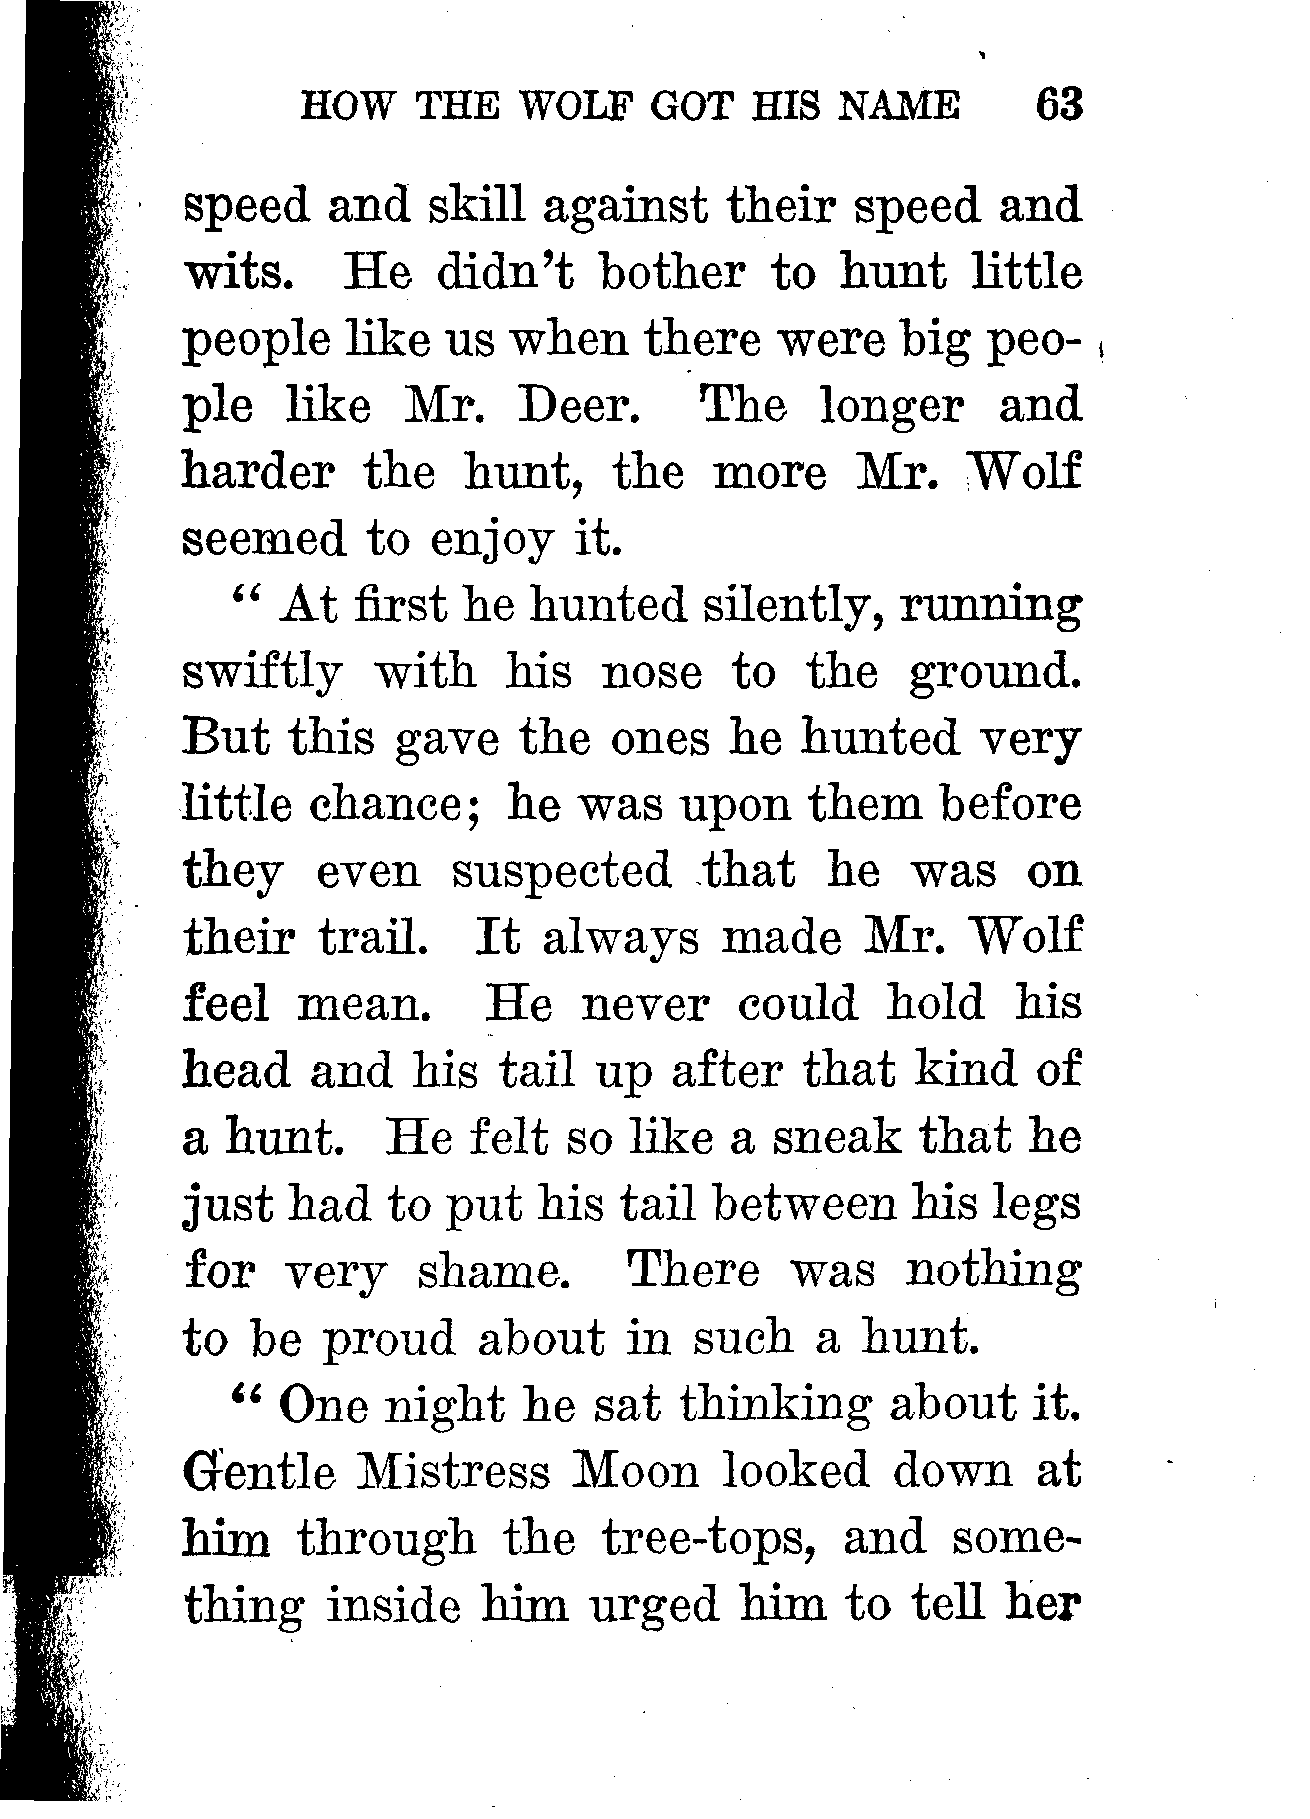 HOW THE WOLF GOT HIS NAME 63
speed and skill against their speed and
wits. He didn't bother to hunt little
people like us when there were big peo-
ple like Mr. Deer. The longer and
harder the hunt, the more Mr. Wolf
seemed to enjoy it.
“ At first he hunted silently, running
swiftly with his nose to the ground.
But this gave the ones he hunted very
little chance; he was upon them before
they even suspected that he was on
their trail. It always made Mr. Wolf
feel mean. He never could hold his
head and his tail up after that kind of
a hunt. He felt so like a sneak that he
just had to put his tail between his legs
for very shame. There was nothing
to be proud about in such a hunt.
“ One night he sat thinking about it.
Gentle Mistress Moon looked down at
him through the tree-tops, and some-
thing inside him urged him to tell her